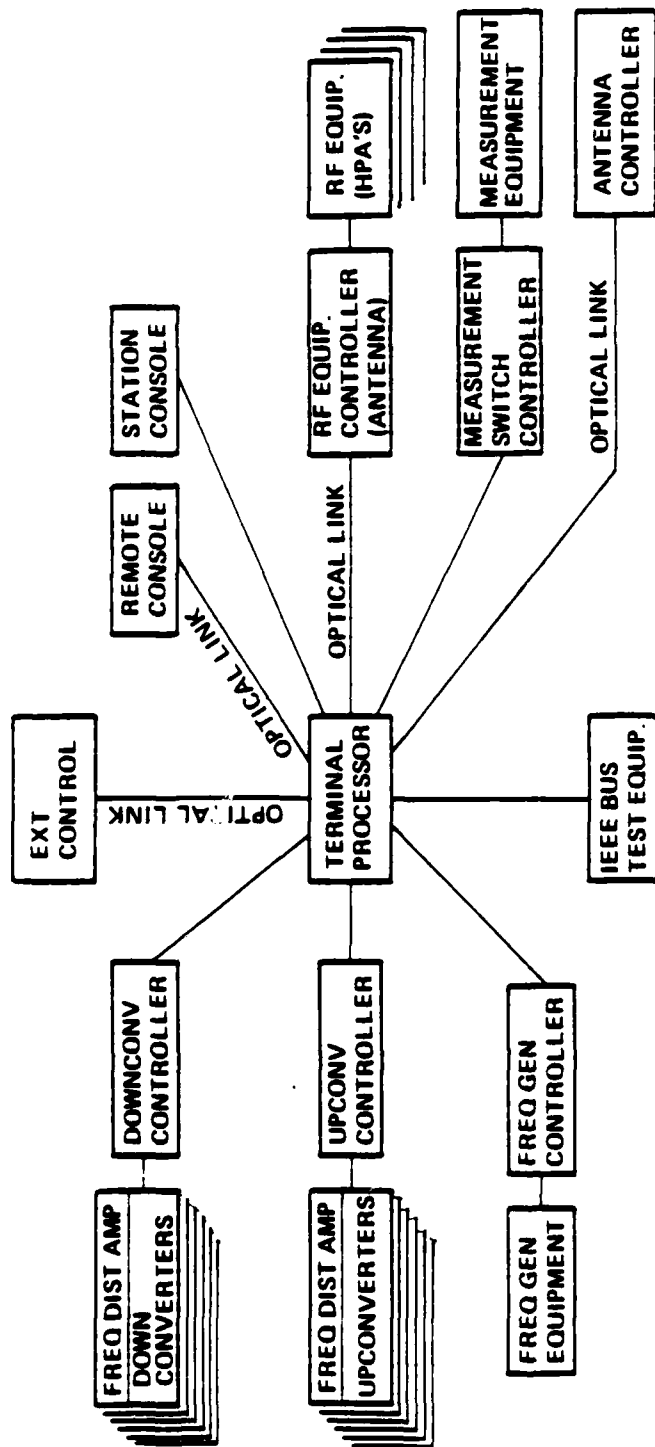 EXT
CONTROL
REMOTE
CONSOLE
STATION
CONSOLE
OPTICAL LINK
OPTICAL LINK
FREQ DIST AMP
DOWN
CONVERTERS
DOWNCONV
CONTROLLER
FREQ DIST AMP
UPCONVERTERS
UPCONV
CONTROLLER
TERMINAL
PROCESSOR
OPTICAL LINK
RF EQUIP.
CONTROLLER
(ANTENNA)
RF EQUIP.
(HPA'S)
FREQ GEN
EQUIPMENT
FREQ GEN
CONTROLLER
MEASUREMENT
SWITCH
CONTROLLER
MEASUREMENT
EQUIPMENT
IEEE BUS
TEST EQUIP.
OPTICAL LINK
ANTENNA
CONTROLLER